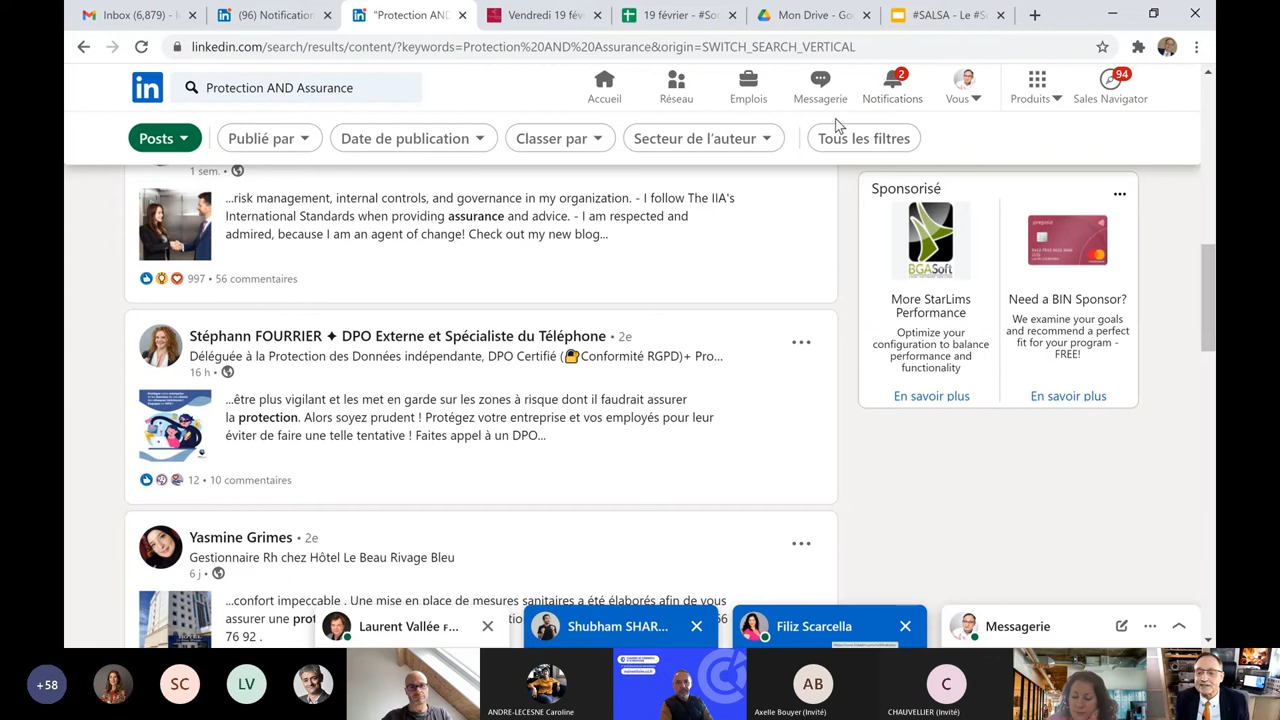 Inbox (6,879) - l
(96) Notification
"Protection AND
Vendredi 19 fév
19 février - #So
Mon Drive - Go
#SALSA - Le #S
linkedin.com/search/results/content/?keywords=Protection%20AND%20Assurance&origin=SWITCH_SEARCH_VERTICAL
in
Protection AND Assurance
Accueil
Réseau
Emplois
Messagerie
2
Notifications
Vous
Produits
94
Sales Navigator
Posts
Publié par
Date de publication
Classer par
Secteur de l'auteur
Tous les filtres
1 sem. •
...risk management, internal controls, and governance in my organization. - I follow The IIA's
International Standards when providing assurance and advice. - I am respected and
admired, because I am an agent of change! Check out my new blog...
997 • 56 commentaires
Stéphann FOURRIER ✦ DPO Externe et Spécialiste du Téléphone • 2e
Déléguée à la Protection des Données indépendante, DPO Certifié (🔐Conformité RGPD)+ Pro...
16 h •
...être plus vigilant et les met en garde sur les zones à risque dont il faudrait assurer
la protection. Alors soyez prudent ! Protégez votre entreprise et vos employés pour leur
éviter de faire une telle tentative ! Faites appel à un DPO...
12 • 10 commentaires
Yasmine Grimes • 2e
Gestionnaire Rh chez Hôtel Le Beau Rivage Bleu
6 j •
...confort impeccable . Une mise en place de mesures sanitaires a été élaborés afin de vous
assurer une
76 92 .
Sponsorisé
BGASoft
More StarLims
Performance
Optimize your
configuration to balance
performance and
functionality
En savoir plus
prepaid
Need a BIN Sponsor?
We examine your goals
and recommend a perfect
fit for your program -
FREE!
En savoir plus
Laurent Vallée F...
Shubham SHAR...
Filiz Scarcella
Messagerie
+58
SC
LV
ANDRE-LECESNE Caroline
AB
Axelle Bouyer (Invité)
C
CHAUVELLIER (Invité)